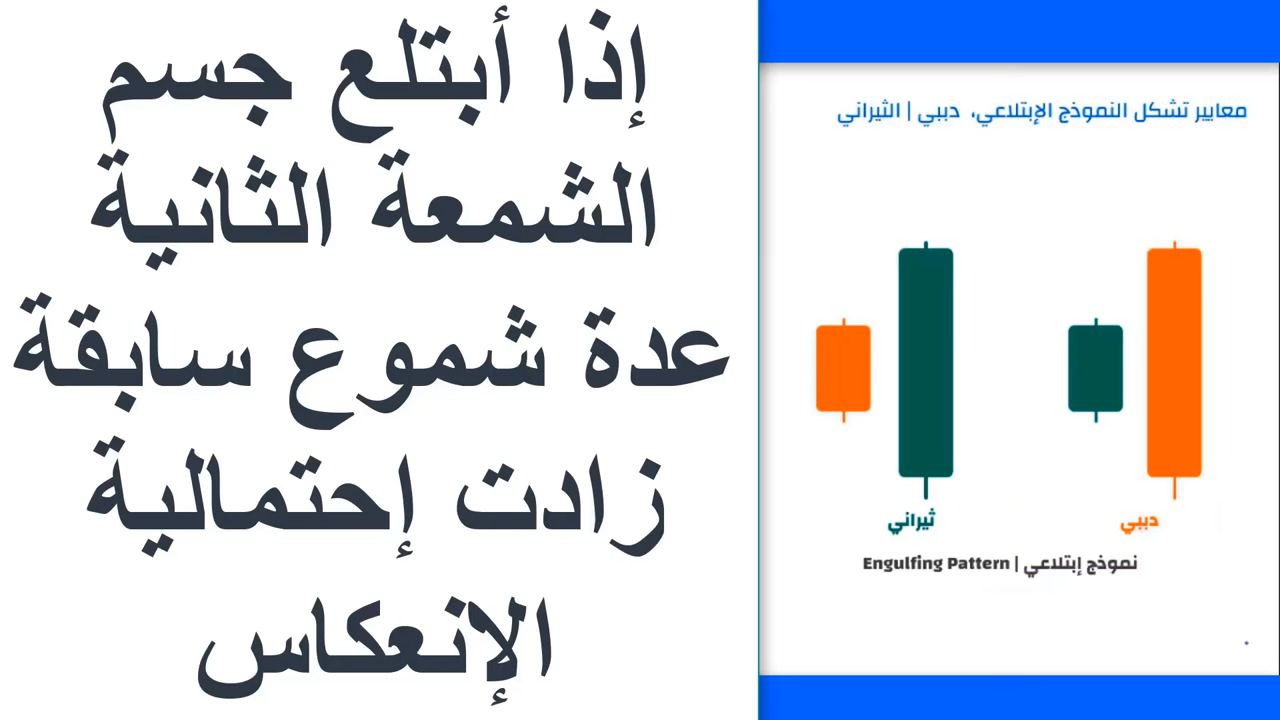 إذا أبتلع جسم
الشمعة الثانية
عدة شموع سابقة
زادت إحتمالية
الإنعكاس
معايير تشكل النموذج الإبتلاعي، دببي | الثيراني
ثيراني
دببي
نموذج إبتلاعي | Engulfing Pattern